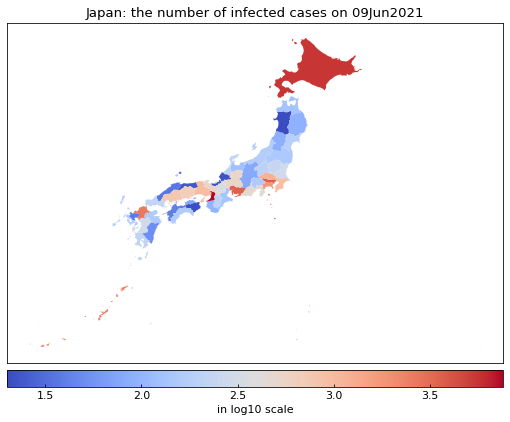 Japan: the number of infected cases on 09Jun2021
1.5 2.0 2.5 3.0 3.5
in log10 scale